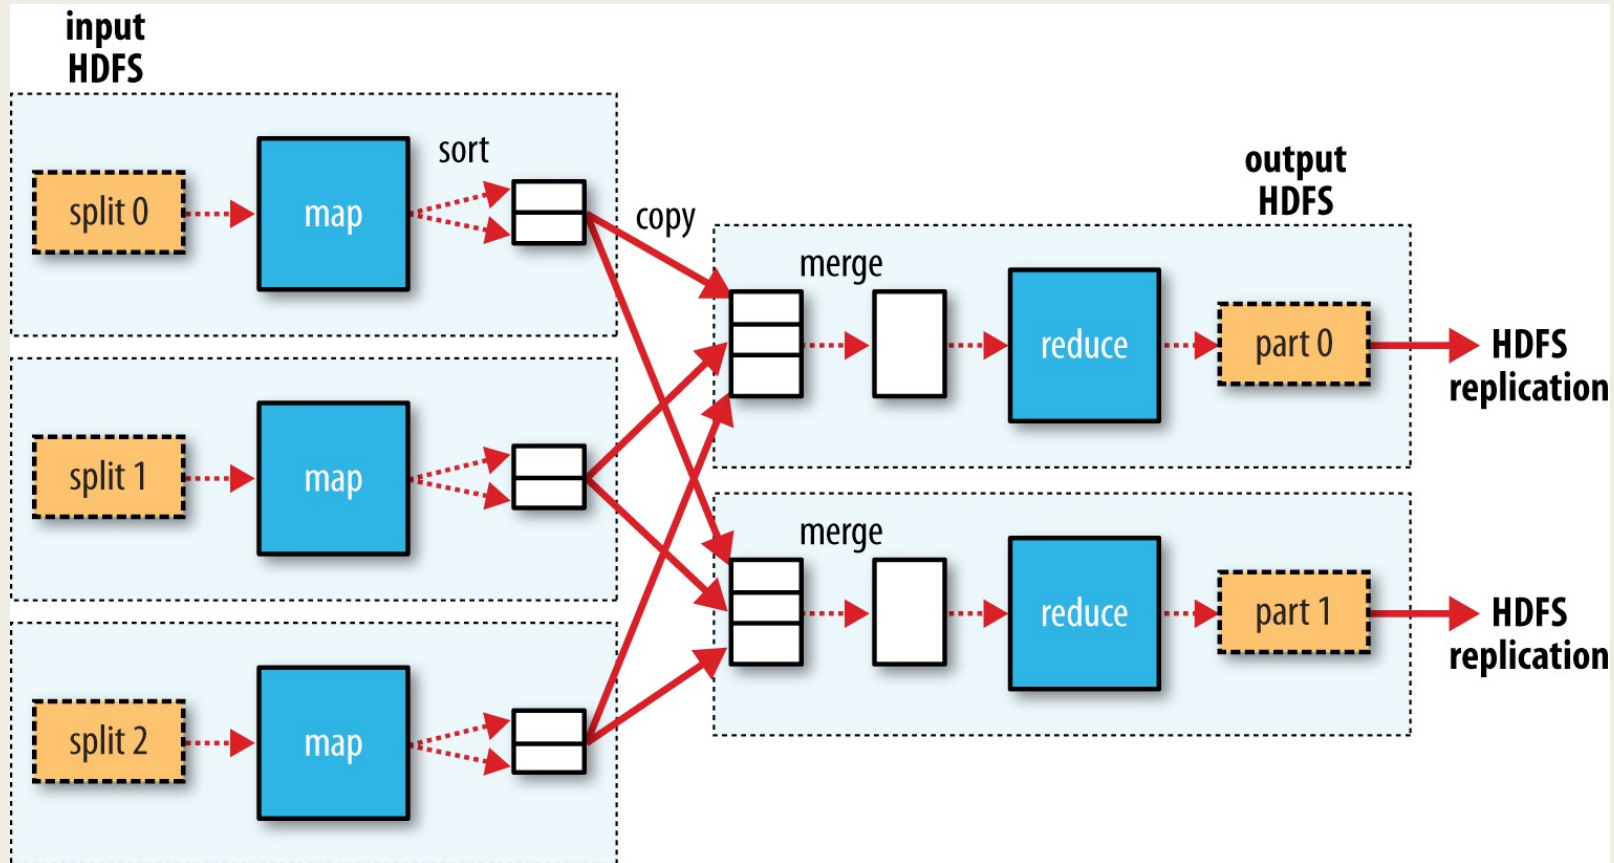 input
HDFS
sort
split 0
map
copy
split 1
map
split 2
map
output
HDFS
merge
reduce
part 0
HDFS
replication
merge
reduce
part 1
HDFS
replication